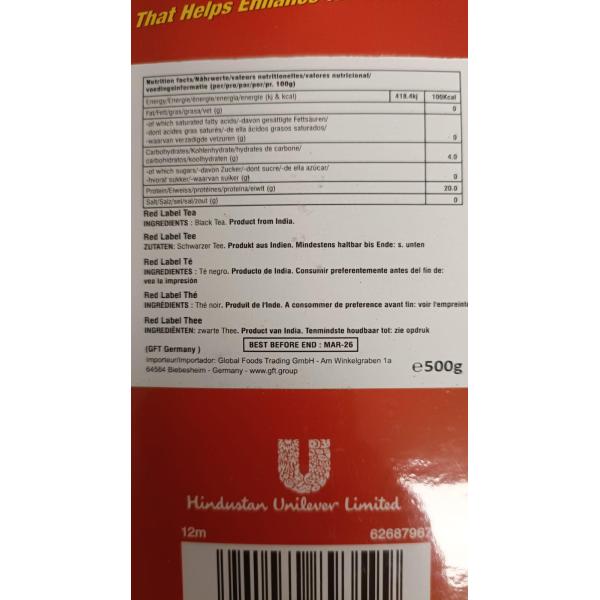 That Helps
Nutrition facts/Nährwerte/valeurs nutritionelles/valores nutricional/
voedingsinformatie (per/pro/par/por/pr. 100g)
Energy/Energie/énergie/energia/energie (kj & kcal) 418.4kj 100Kcal
Fat/Fett/gras/grasa/vet (g) 0
-of which saturated fatty acids/-davon gesättigte Fettsäuren/
-dont acides gras saturés/-de ella ácidos grasos saturados/
-waarvan verzadigde vetzuren (g) 0
Carbohydrates/Kohlenhydrate/hydrates de carbone/
carbohidratos/koolhydraten (g) 4.0
-of which sugars/-davon Zucker/-dont sucre/-de ella azúcar/
-hvoraf sukker/-waarvan suiker (g) 0
Protein/Eiweiss/protéines/proteína/eiwit (g) 20.0
Salt/Salz/sel/sal/zout (g) 0
Red Label Tea
INGREDIENTS : Black Tea. Product from India.
Red Label Tee
ZUTATEN: Schwarzer Tee. Produkt aus Indien. Mindestens haltbar bis Ende: s. unten
Red Label Té
INGREDIENTES : Té negro. Producto de India. Consumir preferentemente antes del fin de:
vea la impresión
Red Label Thé
INGRÉDIENTS : Thé noir. Produit de l'Inde. A consommer de preference avant fin: voir l'empreinte
Red Label Thee
INGREDIËNTEN: zwarte Thee. Product van India. Tenminste houdbaar tot: zie opdruk
(GFT Germany ) BEST BEFORE END : MAR-26
Importeur/Importador: Global Foods Trading GmbH - Am Winkelgraben 1a
64584 Biebesheim - Germany - www.gft.group
e500g
Hindustan Unilever Limited
12m 62687967